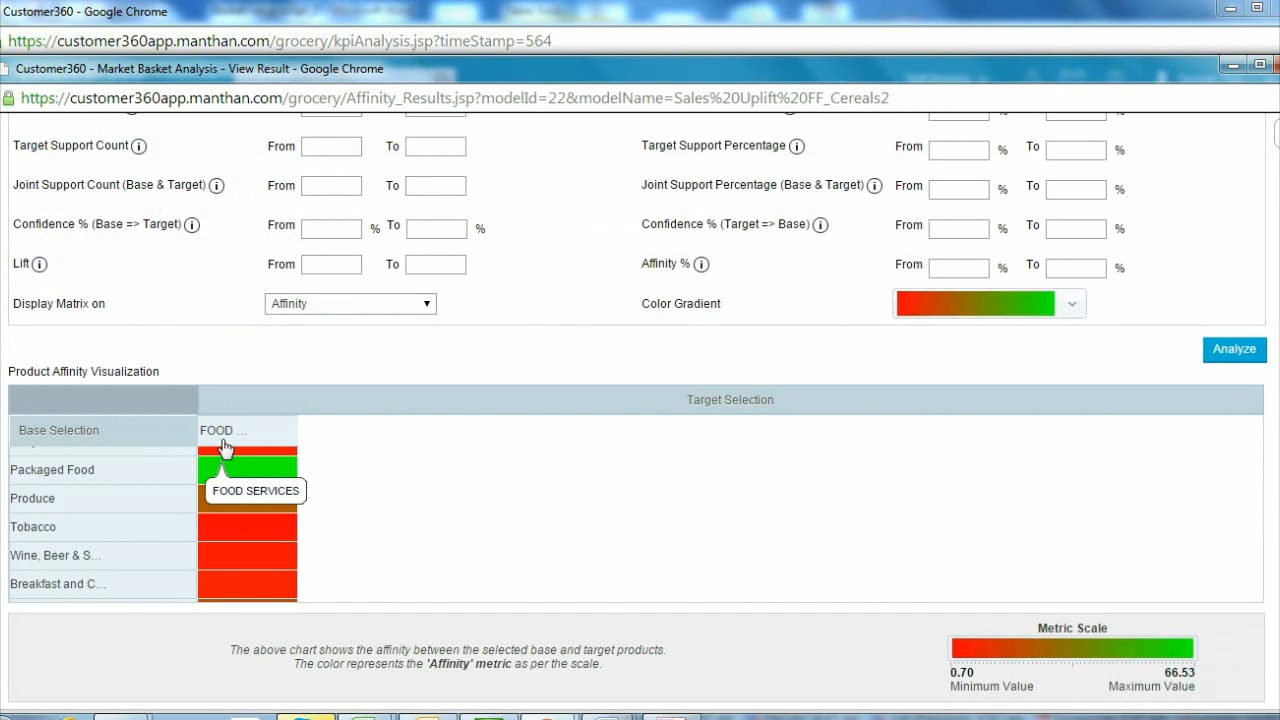 Customer360 - Google Chrome
https://customer360app.manthan.com/grocery/kpiAnalysis.jsp?timeStamp=564
Customer360 - Market Basket Analysis - View Result - Google Chrome
https://customer360app.manthan.com/grocery/Affinity_Results.jsp?modelId=22&modelName=Sales%20Uplift%20FF_Cereals2
Target Support Count i From To Target Support Percentage i From % To %
Joint Support Count (Base & Target) i From To Joint Support Percentage (Base & Target) i From % To %
Confidence % (Base => Target) i From % To % Confidence % (Target => Base) i From % To %
Lift i From To Affinity % i From % To %
Display Matrix on Affinity Color Gradient
Analyze
Product Affinity Visualization
Target Selection
Base Selection FOOD ...
Packaged Food
FOOD SERVICES
Produce
Tobacco
Wine, Beer & S...
Breakfast and C...
Metric Scale
The above chart shows the affinity between the selected base and target products.
The color represents the 'Affinity' metric as per the scale.
0.70 66.53
Minimum Value Maximum Value